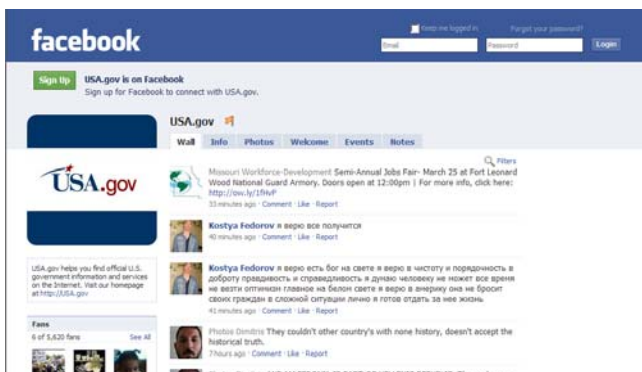 facebook
Keep me logged in
Forgot your password?
Email
Password
Login
Sign Up
USA.gov is on Facebook
Sign up for Facebook to connect with USA.gov.
USA.gov
Wall Info Photos Welcome Events Notes
USA.gov
Filters
Missouri Workforce-Development Semi-Annual Jobs Fair- March 25 at Fort Leonard
Wood National Guard Armory. Doors open at 12:00pm | For more info, click here:
http://ow.ly/1fHvP
33 minutes ago · Comment · Like · Report
Kostya Fedorov я верю все получится
40 minutes ago · Comment · Like · Report
Kostya Fedorov я верю есть бог на свете я верю в чистоту и порядочность в
доброту правдивость и справедливость я думаю человеку не может все время
не везти оптимизм главное на белом свете я верю в америку она не бросит
своих граждан в сложной ситуации лично я готов отдать за нее жизнь
41 minutes ago · Comment · Like · Report
USA.gov helps you find official U.S.
government information and services
on the Internet. Visit our homepage
at http://USA.gov
Fans
6 of 5,620 fans See All
Photos Dimitris They couldn't other country's with none history, doesn't accept the
historical truth.
7 hours ago · Comment · Like · Report